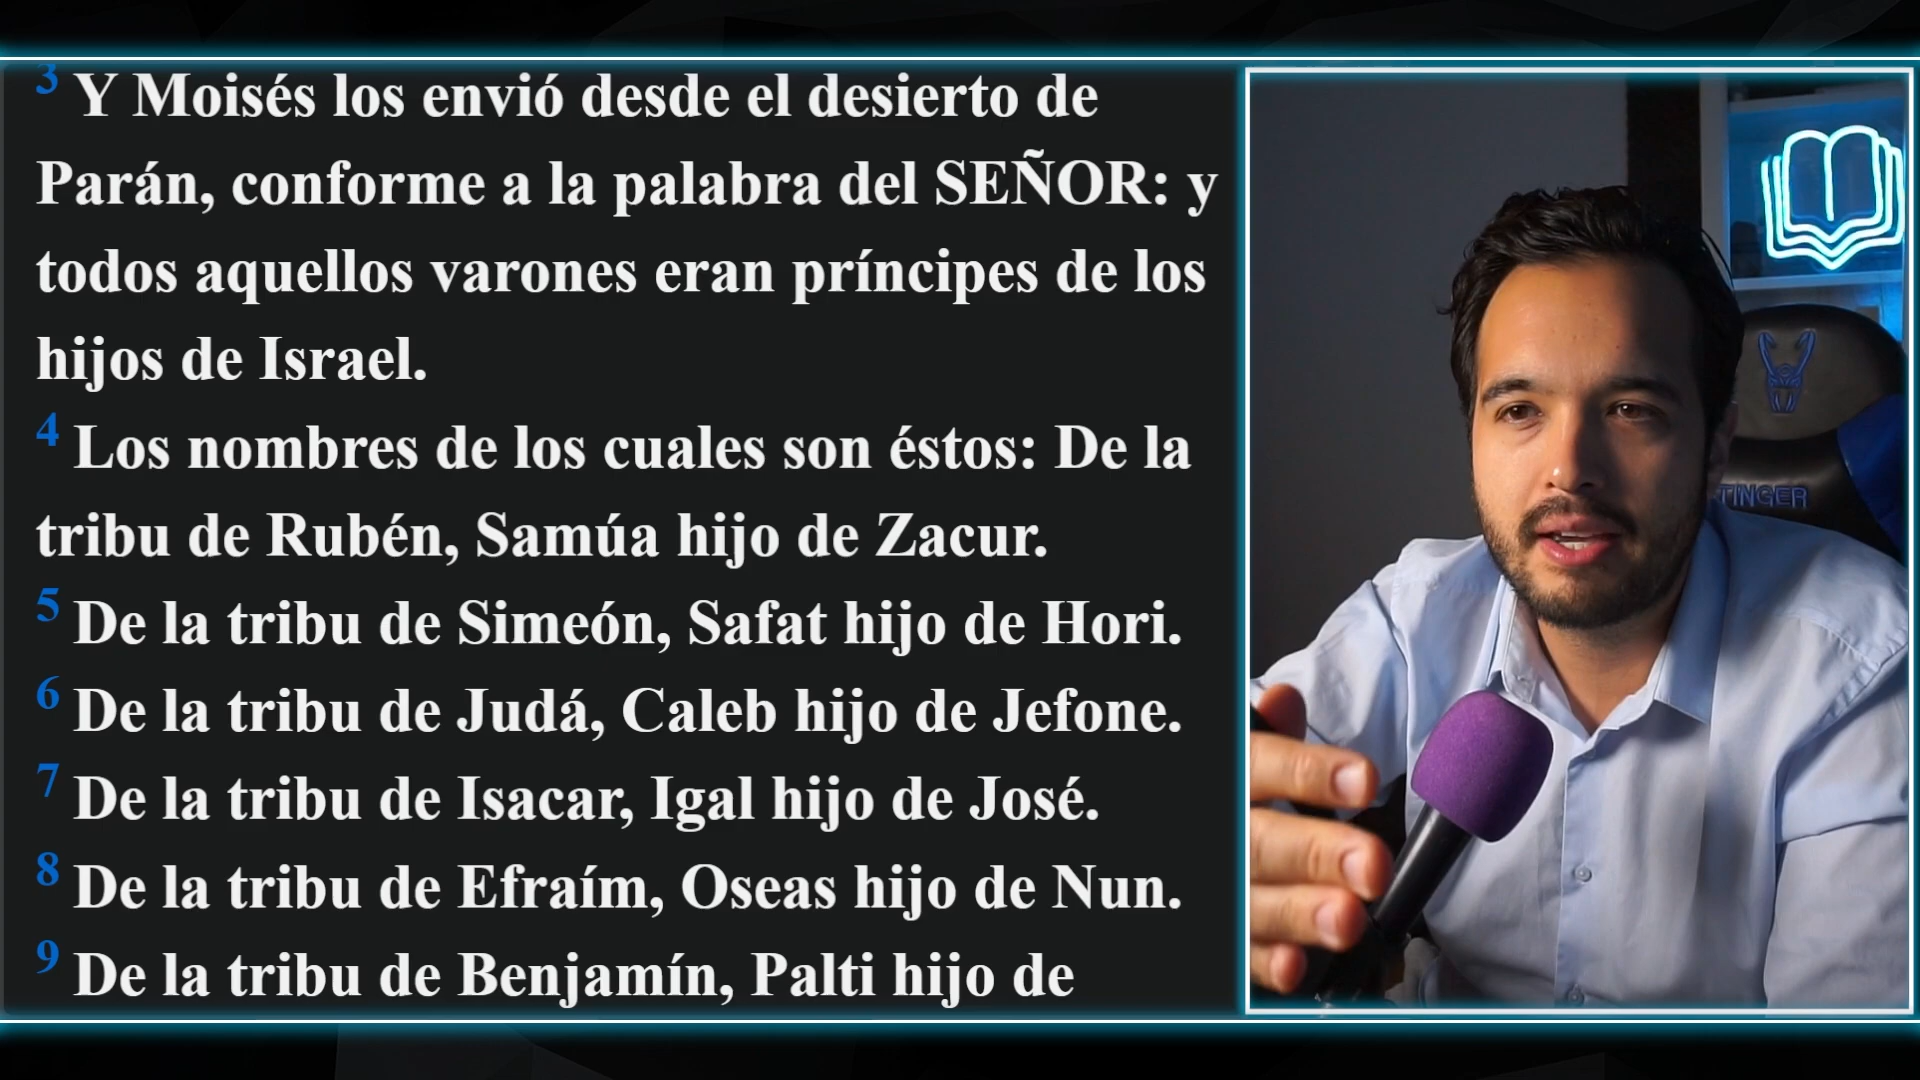 3 Y Moisés los envió desde el desierto de
Parán, conforme a la palabra del SEÑOR: y
todos aquellos varones eran príncipes de los
hijos de Israel.
4 Los nombres de los cuales son éstos: De la
tribu de Rubén, Samúa hijo de Zacur.
5 De la tribu de Simeón, Safat hijo de Hori.
6 De la tribu de Judá, Caleb hijo de Jefone.
7 De la tribu de Isacar, Igal hijo de José.
8 De la tribu de Efraím, Oseas hijo de Nun.
9 De la tribu de Benjamín, Palti hijo de
TINGER